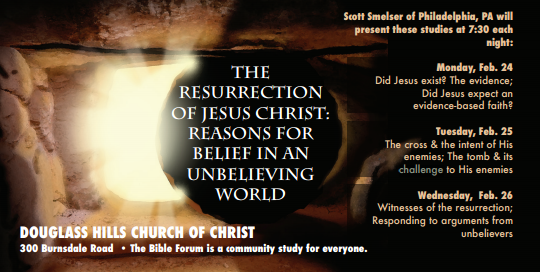 THE
RESURRECTION
OF JESUS CHRIST:
REASONS FOR
BELIEF IN AN
UNBELIEVING
WORLD
Scott Smelser of Philadelphia, PA will
present these studies at 7:30 each
night:
Monday, Feb. 24
Did Jesus exist? The evidence;
Did Jesus expect an
evidence-based faith?
Tuesday, Feb. 25
The cross & the intent of His
enemies; The tomb & its
challenge to His enemies
Wednesday, Feb. 26
Witnesses of the resurrection;
Responding to arguments from
unbelievers
DOUGLASS HILLS CHURCH OF CHRIST
300 Burnsdale Road • The Bible Forum is a community study for everyone.